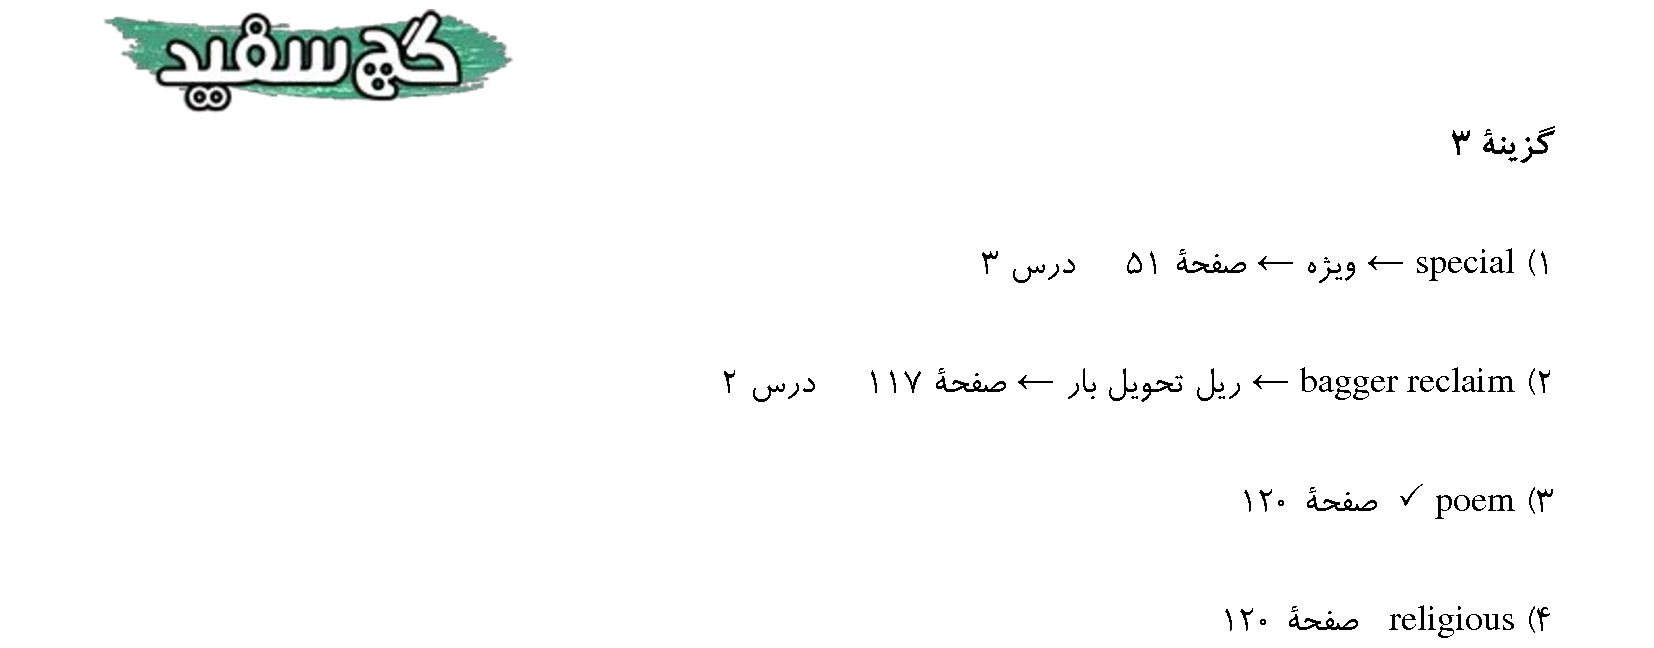 گچ سفید
گزینهٔ ۳
۱) special ← ویژه ← صفحهٔ ۵۱ درس ۳
۲) bagger reclaim ← ریل تحویل بار ← صفحهٔ ۱۱۷ درس ۲
۳) poem ✓ صفحهٔ ۱۲۰
۴) religious صفحهٔ ۱۲۰